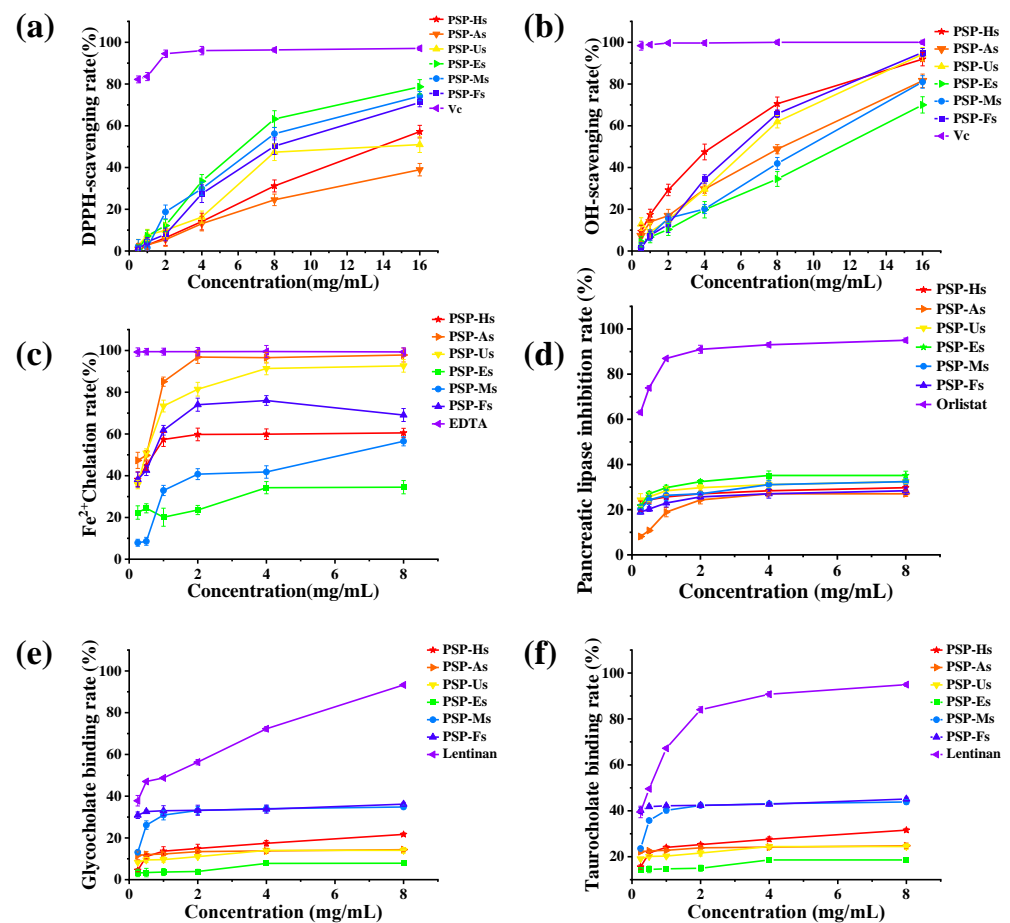 (a)
DPPH-scavenging rate(%)
100
80
60
40
20
0
0 2 4 6 8 10 12 14 16
Concentration(mg/mL)
PSP-Hs
PSP-As
PSP-Us
PSP-Es
PSP-Ms
PSP-Fs
Vc
(b)
OH-scavenging rate(%)
100
80
60
40
20
0
0 2 4 6 8 10 12 14 16
Concentration(mg/mL)
PSP-Hs
PSP-As
PSP-Us
PSP-Es
PSP-Ms
PSP-Fs
Vc
(c)
Fe²⁺Chelation rate(%)
100
80
60
40
20
0
0 2 4 6 8
Concentration(mg/mL)
PSP-Hs
PSP-As
PSP-Us
PSP-Es
PSP-Ms
PSP-Fs
EDTA
(d)
Pancreatic lipase inhibition rate (%)
100
80
60
40
20
0
0 2 4 6 8
Concentration (mg/mL)
PSP-Hs
PSP-As
PSP-Us
PSP-Es
PSP-Ms
PSP-Fs
Orlistat
(e)
Glycocholate binding rate (%)
100
80
60
40
20
0
0 2 4 6 8
Concentration (mg/mL)
PSP-Hs
PSP-As
PSP-Us
PSP-Es
PSP-Ms
PSP-Fs
Lentinan
(f)
Taurocholate binding rate (%)
100
80
60
40
20
0 2 4 6 8
Concentration (mg/mL)
PSP-Hs
PSP-As
PSP-Us
PSP-Es
PSP-Ms
PSP-Fs
Lentinan